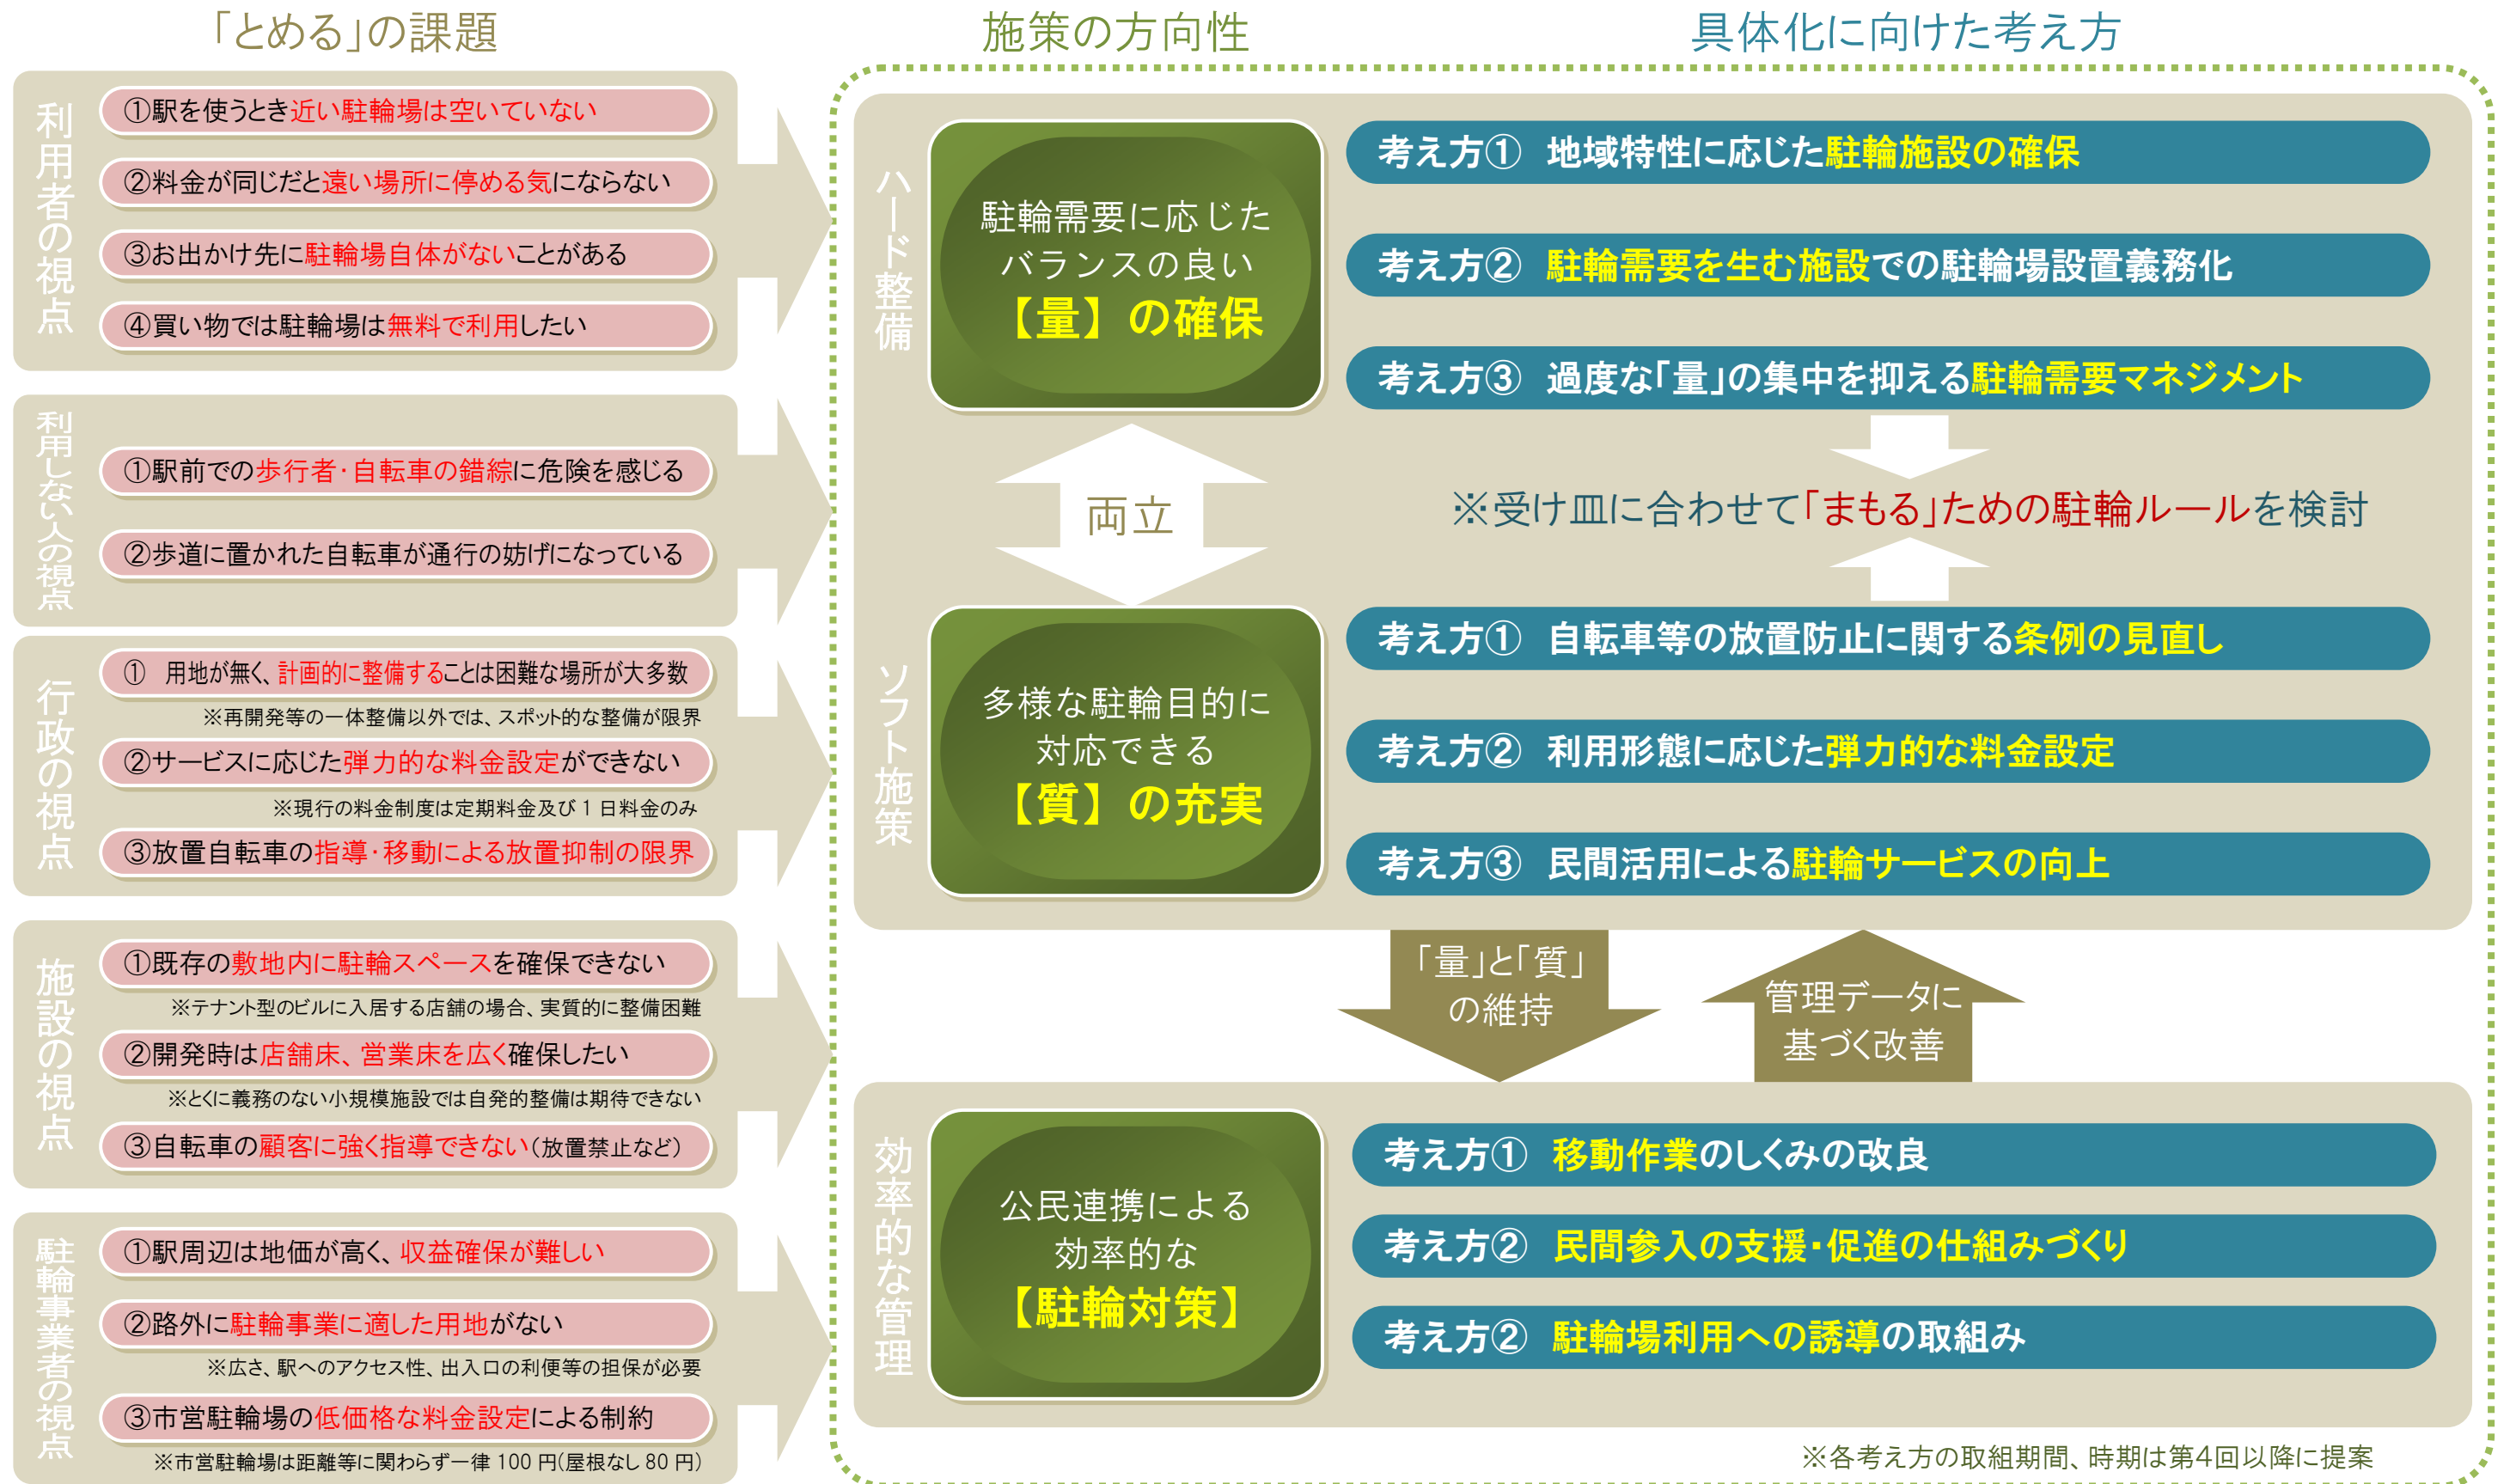 「とめる」の課題
施策の方向性
具体化に向けた考え方
利用者の視点
①駅を使うとき近い駐輪場は空いていない
②料金が同じだと遠い場所に停める気にならない
③お出かけ先に駐輪場自体がないことがある
④買い物では駐輪場は無料で利用したい
利用しない人の視点
①駅前での歩行者・自転車の錯綜に危険を感じる
②歩道に置かれた自転車が通行の妨げになっている
行政の視点
①　用地が無く、計画的に整備することは困難な場所が大多数
※再開発等の一体整備以外では、スポット的な整備が限界
②サービスに応じた弾力的な料金設定ができない
※現行の料金制度は定期料金及び 1 日料金のみ
③放置自転車の指導・移動による放置抑制の限界
施設の視点
①既存の敷地内に駐輪スペースを確保できない
※テナント型のビルに入居する店舗の場合、実質的に整備困難
②開発時は店舗床、営業床を広く確保したい
※とくに義務のない小規模施設では自発的整備は期待できない
③自転車の顧客に強く指導できない（放置禁止など）
駐輪事業者の視点
①駅周辺は地価が高く、収益確保が難しい
②路外に駐輪事業に適した用地がない
※広さ、駅へのアクセス性、出入口の利便等の担保が必要
③市営駐輪場の低価格な料金設定による制約
※市営駐輪場は距離等に関わらず一律 100 円（屋根なし 80 円）
ハード整備
駐輪需要に応じた
バランスの良い
【量】の確保
考え方①　地域特性に応じた駐輪施設の確保
考え方②　駐輪需要を生む施設での駐輪場設置義務化
考え方③　過度な「量」の集中を抑える駐輪需要マネジメント
両立
※受け皿に合わせて「まもる」ための駐輪ルールを検討
ソフト施策
多様な駐輪目的に
対応できる
【質】の充実
考え方①　自転車等の放置防止に関する条例の見直し
考え方②　利用形態に応じた弾力的な料金設定
考え方③　民間活用による駐輪サービスの向上
「量」と「質」
の維持
管理データに
基づく改善
効率的な管理
公民連携による
効率的な
【駐輪対策】
考え方①　移動作業のしくみの改良
考え方②　民間参入の支援・促進の仕組みづくり
考え方②　駐輪場利用への誘導の取組み
※各考え方の取組期間、時期は第4回以降に提案